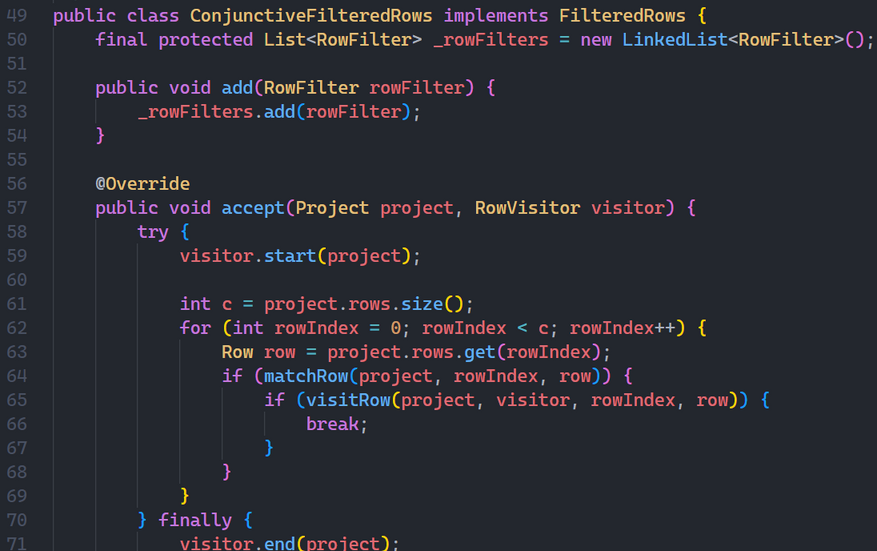 49 public class ConjunctiveFilteredRows implements FilteredRows {
50     final protected List<RowFilter> _rowFilters = new LinkedList<RowFilter>();
51
52     public void add(RowFilter rowFilter) {
53         _rowFilters.add(rowFilter);
54     }
55
56     @Override
57     public void accept(Project project, RowVisitor visitor) {
58         try {
59             visitor.start(project);
60
61             int c = project.rows.size();
62             for (int rowIndex = 0; rowIndex < c; rowIndex++) {
63                 Row row = project.rows.get(rowIndex);
64                 if (matchRow(project, rowIndex, row)) {
65                     if (visitRow(project, visitor, rowIndex, row)) {
66                         break;
67                     }
68                 }
69             }
70         } finally {
71             visitor.end(project);